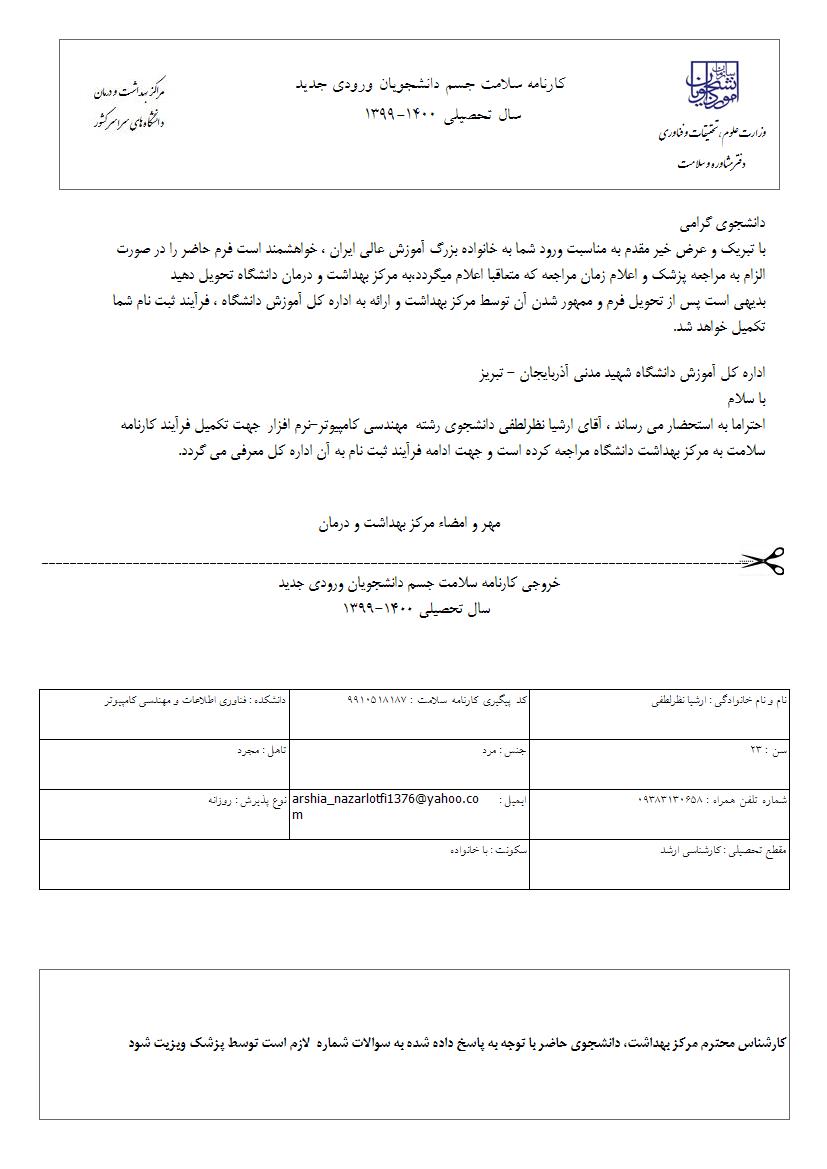 سازمان امور دانشجویان
وزارت علوم، تحقیقات و فناوری
دفتر مشاوره و سلامت
کارنامه سلامت جسم دانشجویان ورودی جدید
سال تحصیلی ۱۴۰۰-۱۳۹۹
مراکز بهداشت و درمان
دانشگاه های سراسر کشور
دانشجوی گرامی
با تبریک و عرض خیر مقدم به مناسبت ورود شما به خانواده بزرگ آموزش عالی ایران ، خواهشمند است فرم حاضر را در صورت
الزام به مراجعه پزشک و اعلام زمان مراجعه که متعاقبا اعلام میگردد،به مرکز بهداشت و درمان دانشگاه تحویل دهید
بدیهی است پس از تحویل فرم و ممهور شدن آن توسط مرکز بهداشت و ارائه به اداره کل آموزش دانشگاه ، فرآیند ثبت نام شما
تکمیل خواهد شد.
اداره کل آموزش دانشگاه شهید مدنی آذربایجان - تبریز
با سلام
احتراما به استحضار می رساند ، آقای ارشیا نظرلطفی دانشجوی رشته مهندسی کامپیوتر-نرم افزار جهت تکمیل فرآیند کارنامه
سلامت به مرکز بهداشت دانشگاه مراجعه کرده است و جهت ادامه فرآیند ثبت نام به آن اداره کل معرفی می گردد.
مهر و امضاء مرکز بهداشت و درمان
خروجی کارنامه سلامت جسم دانشجویان ورودی جدید
سال تحصیلی ۱۴۰۰-۱۳۹۹
نام و نام خانوادگی : ارشیا نظرلطفی
کد پیگیری کارنامه سلامت : ۹۹۱۰۵۱۸۱۸۷
دانشکده : فناوری اطلاعات و مهندسی کامپیوتر
سن : ۲۳
جنس : مرد
تاهل : مجرد
شماره تلفن همراه : ۰۹۳۸۳۱۳۰۶۵۸
ایمیل : arshia_nazarlotfi1376@yahoo.co
m
نوع پذیرش : روزانه
مقطع تحصیلی : کارشناسی ارشد
سکونت : با خانواده
کارشناس محترم مرکز بهداشت، دانشجوی حاضر با توجه به پاسخ داده شده به سوالات شماره لازم است توسط پزشک ویزیت شود